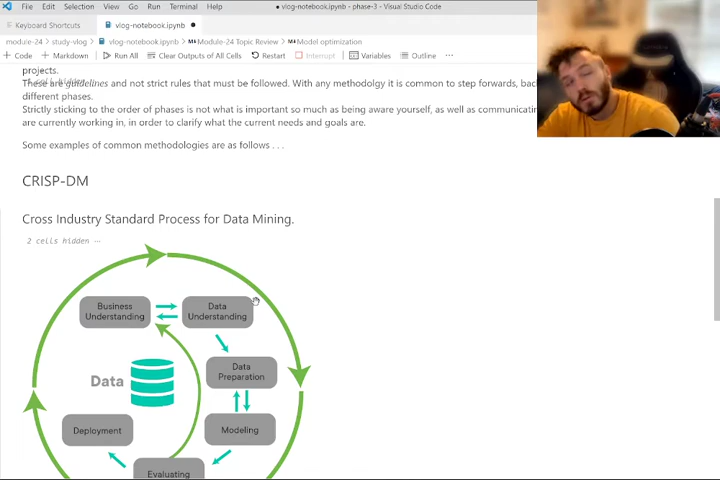 File Edit Selection View Go Run Terminal Help
● vlog-notebook.ipynb - phase-3 - Visual Studio Code
Keyboard Shortcuts
vlog-notebook.ipynb ●
module-24 > study-vlog > vlog-notebook.ipynb > M↓Module-24 Topic Review > M↓Model optimization
+ Code + Markdown Run All Clear Outputs of All Cells Restart Interrupt Variables Outline ...
projects.
cell hidden
These are guidelines and not strict rules that must be followed. With any methodolgy it is common to step forwards,
different phases.
Strictly sticking to the order of phases is not what is important so much as being aware yourself, as well as
are currently working in, in order to clarify what the current needs and goals are.
Some examples of common methodologies are as follows . . .
CRISP-DM
Cross Industry Standard Process for Data Mining.
2 cells hidden ...
Business
Understanding
Data
Understanding
Data
Preparation
Data
Modeling
Deployment
Evaluating